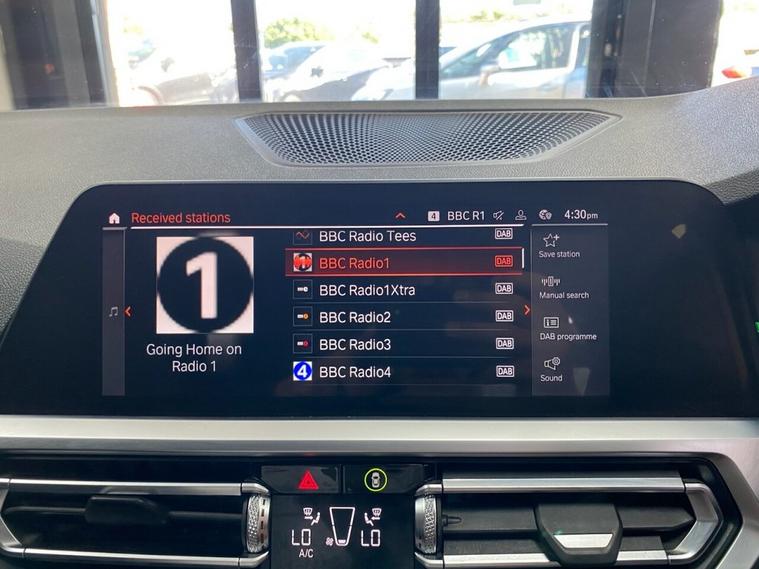 Received stations
4 BBC R1 4:30pm
BBC Radio Tees DAB
BBC Radio1 DAB
BBC Radio1Xtra DAB
BBC Radio2 DAB
BBC Radio3 DAB
4 BBC Radio4 DAB
1
Going Home on
Radio 1
Save station
Manual search
DAB programme
Sound
LO LO
A/C